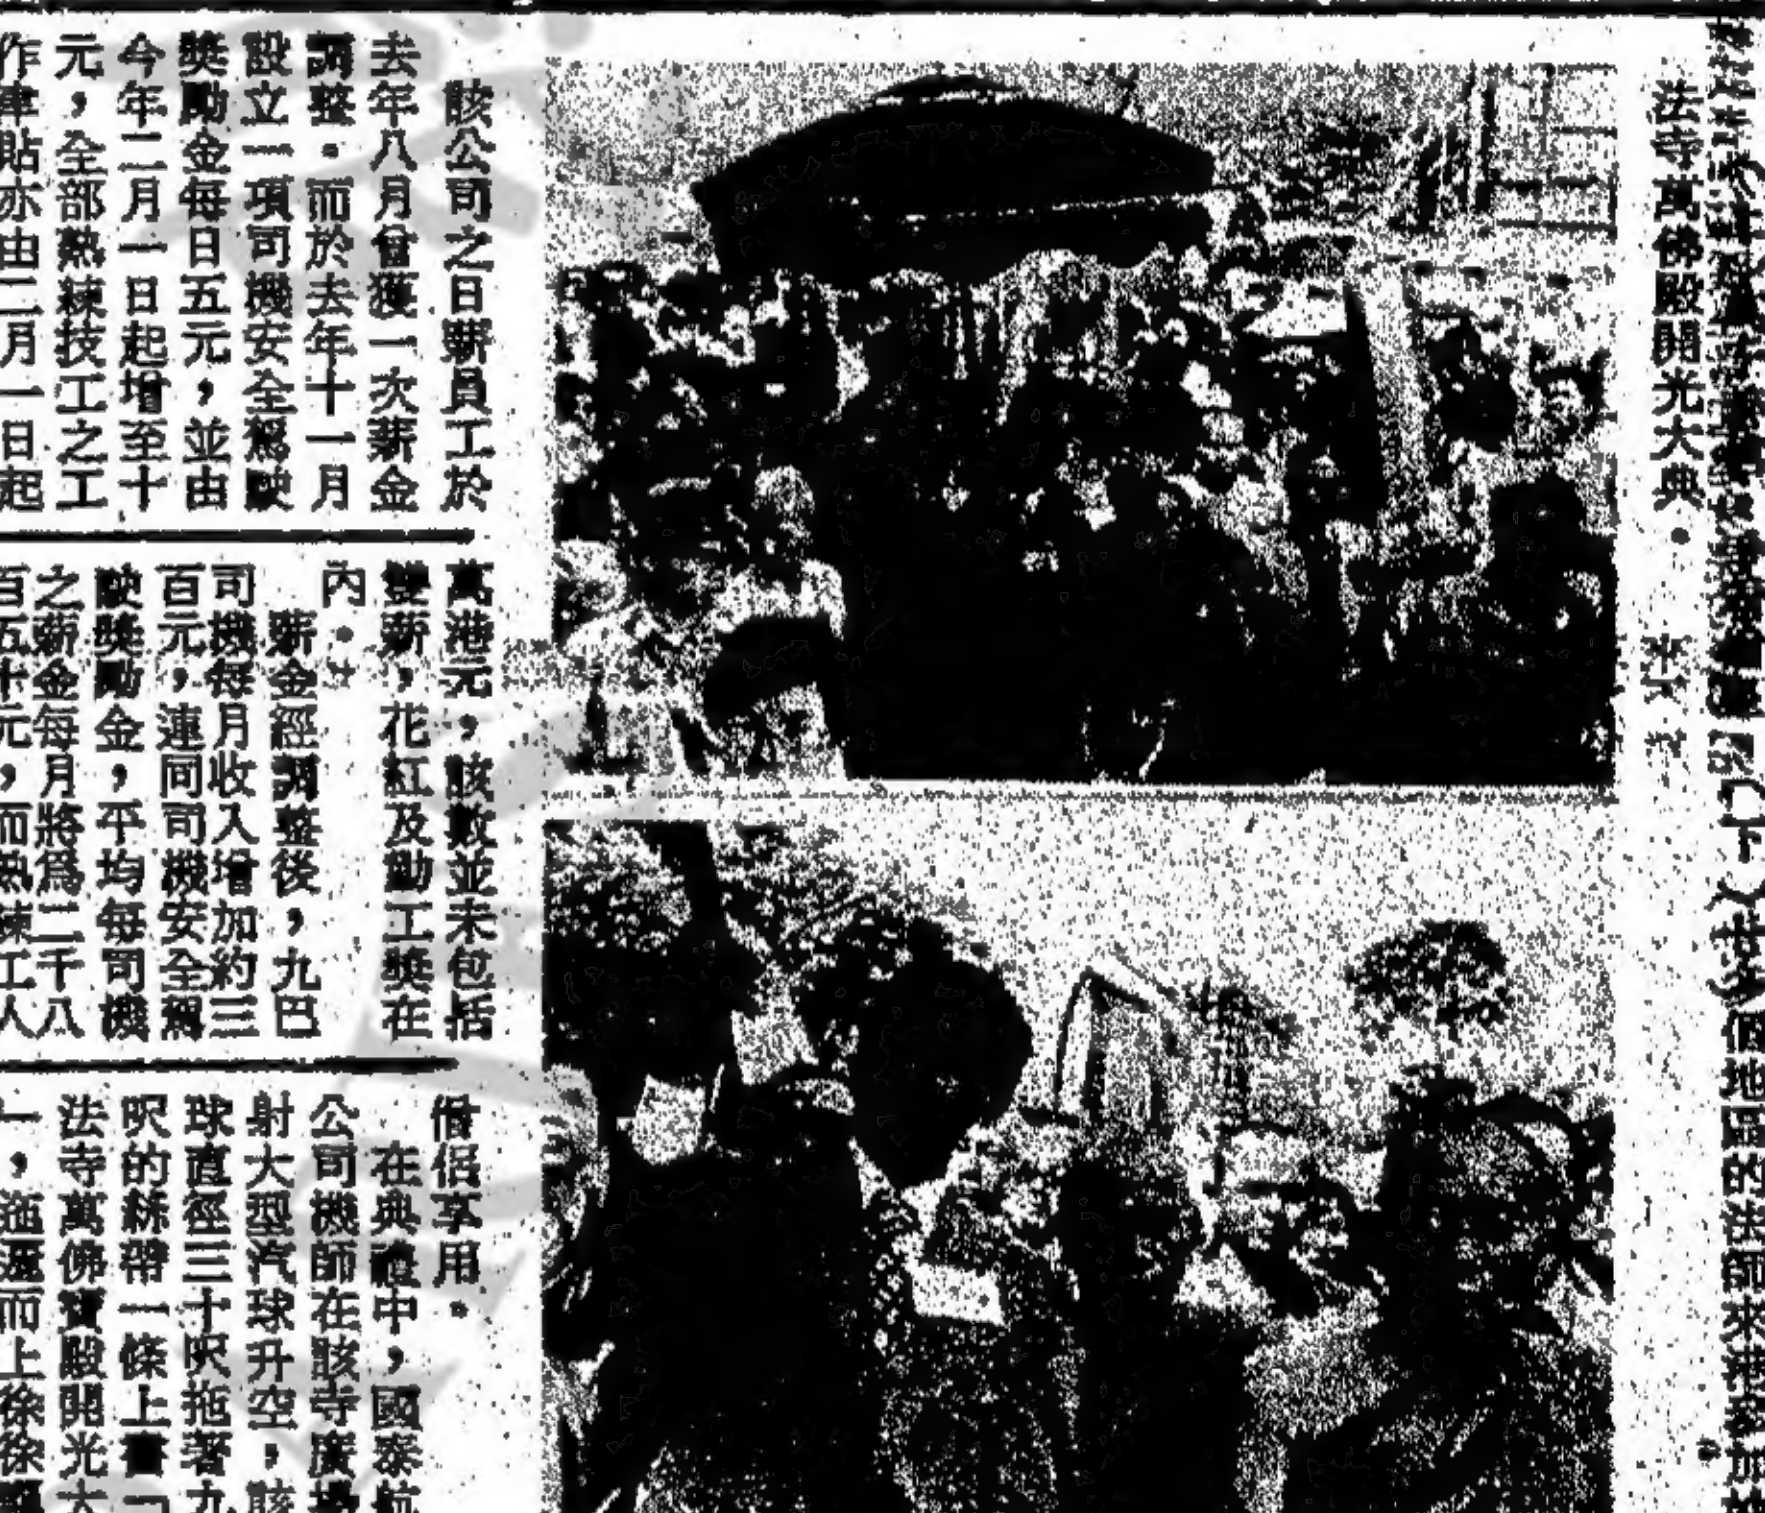 法寺萬佛殿開光大典。
該公司之日薪員工於
去年八月曾獲一次薪金
調整。而於去年十一月
設立一項司機安全駕駛
獎勵金每日五元，並由
今年二月一日起增至十
元，全部熟練技工之工
作津貼亦由二月一日起
萬港元，該數並未包括
雙薪，花紅及勤工獎在
內。
薪金經調整後，九巴
司機每月收入增加約三
百元，連同司機安全駕
駛獎勵金，平均每司機
之薪金每月將爲二千八
百五十元，而熟練工人
僧侶享用。
在典禮中，國泰航
公司機師在該寺廣場
射大型汽球升空，該
球直徑三十呎拖著九
呎的綵帶一條上書「
法寺萬佛寶殿開光大
一，迤邐而上徐徐